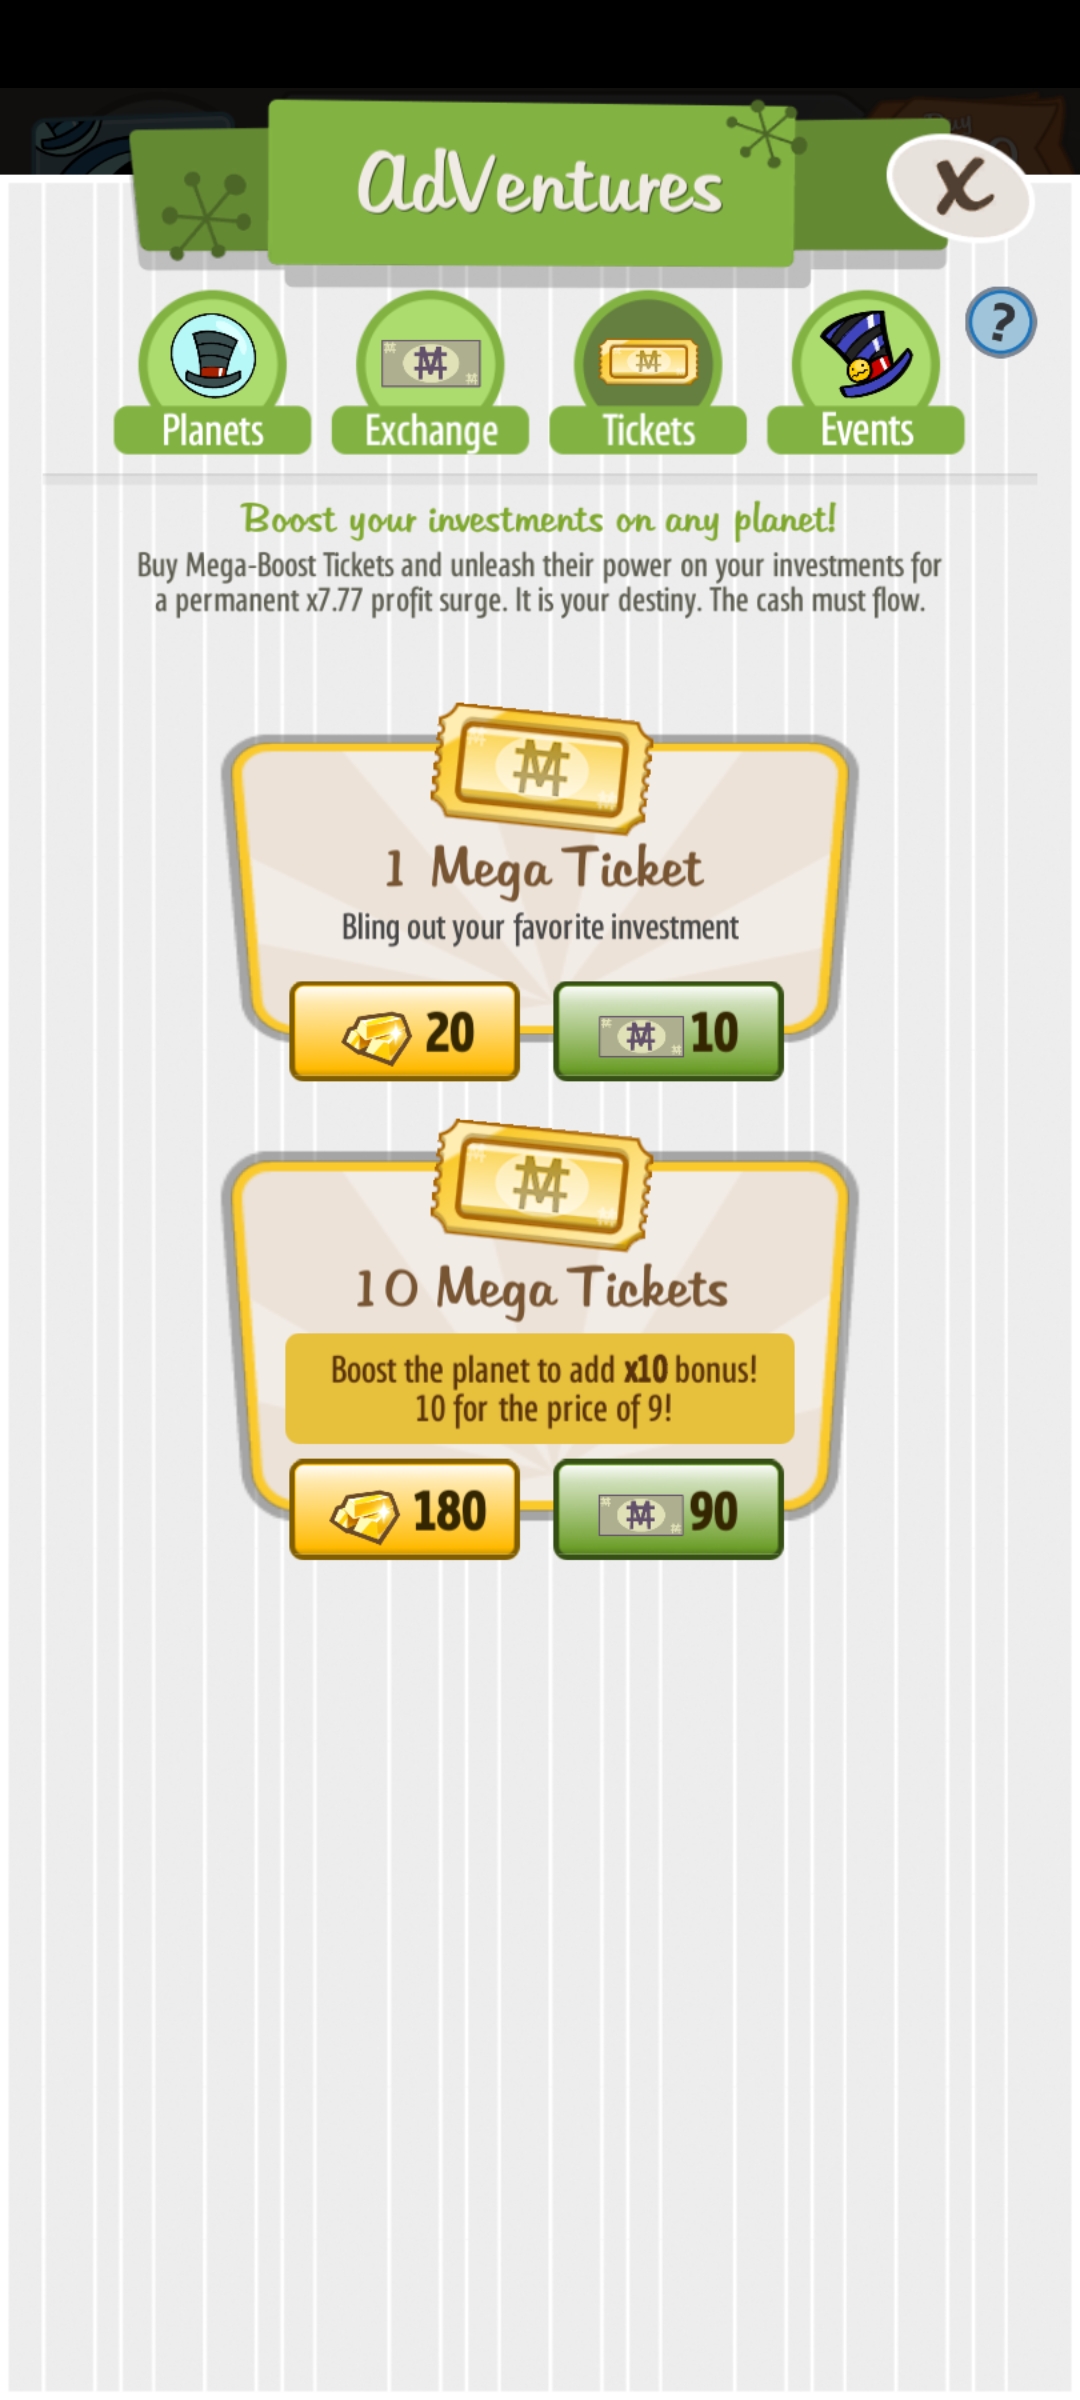 AdVentures
X
?
Planets
Exchange
Tickets
Events
Boost your investments on any planet!
Buy Mega-Boost Tickets and unleash their power on your investments for
a permanent x7.77 profit surge. It is your destiny. The cash must flow.
1 Mega Ticket
Bling out your favorite investment
20
10
10 Mega Tickets
Boost the planet to add x10 bonus!
10 for the price of 9!
180
90